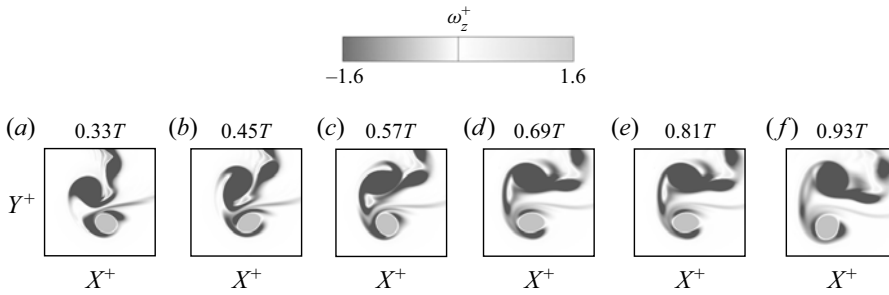 ω_z^+
–1.6 1.6
(a) 0.33T (b) 0.45T (c) 0.57T (d) 0.69T (e) 0.81T (f) 0.93T
Y^+
X^+ X^+ X^+ X^+ X^+ X^+